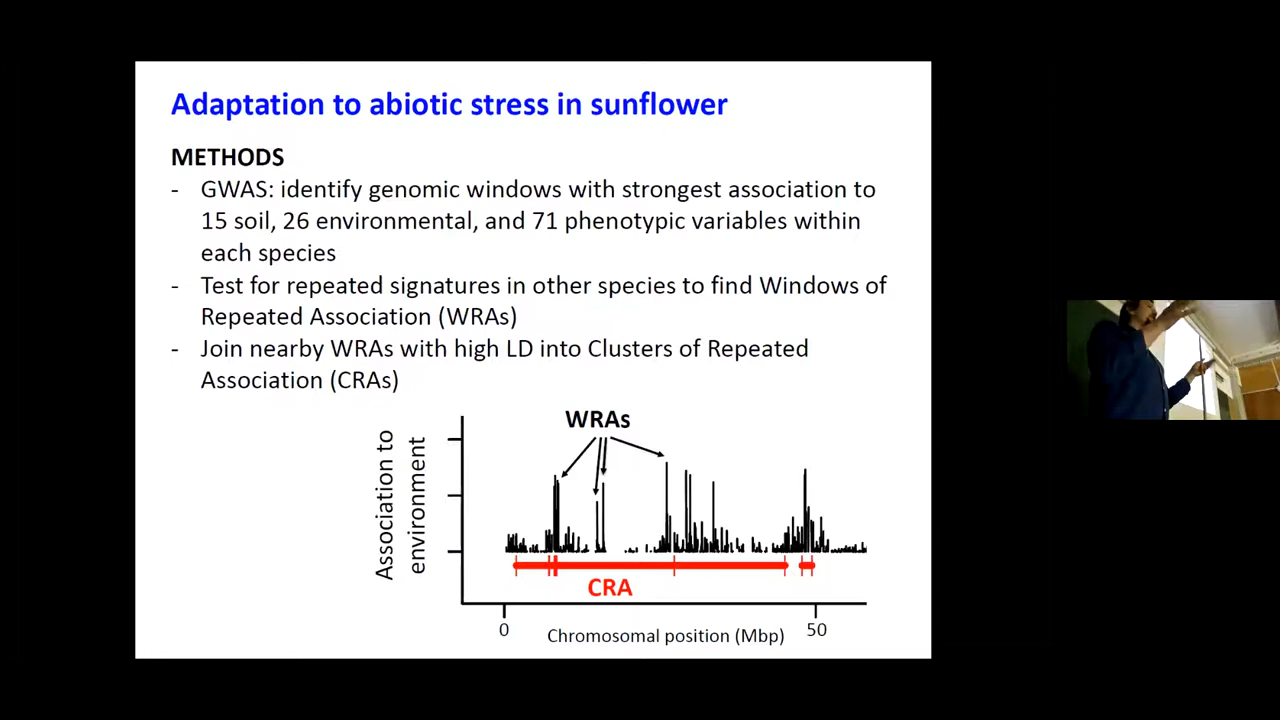 Adaptation to abiotic stress in sunflower
METHODS
- GWAS: identify genomic windows with strongest association to
15 soil, 26 environmental, and 71 phenotypic variables within
each species
- Test for repeated signatures in other species to find Windows of
Repeated Association (WRAs)
- Join nearby WRAs with high LD into Clusters of Repeated
Association (CRAs)
WRAs
Association to
environment
CRA
0
50
Chromosomal position (Mbp)